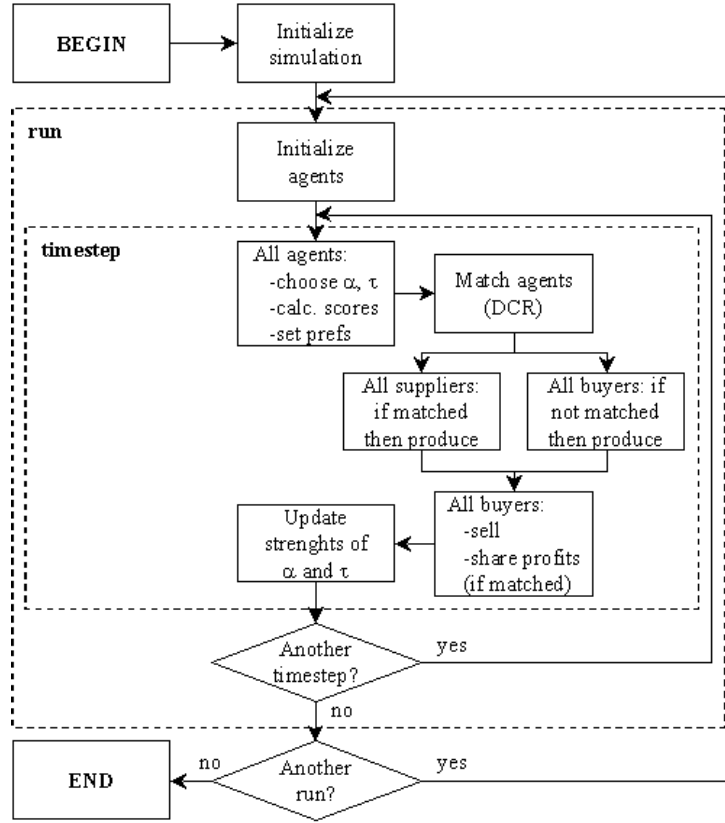 BEGIN
Initialize
simulation
run
Initialize
agents
timestep
All agents:
-choose α, τ
-calc. scores
-set prefs
Match agents
(DCR)
All suppliers:
if matched
then produce
All buyers: if
not matched
then produce
All buyers:
-sell
-share profits
(if matched)
Update
strenghts of
α and τ
Another
timestep?
yes
no
Another
run?
yes
no
END